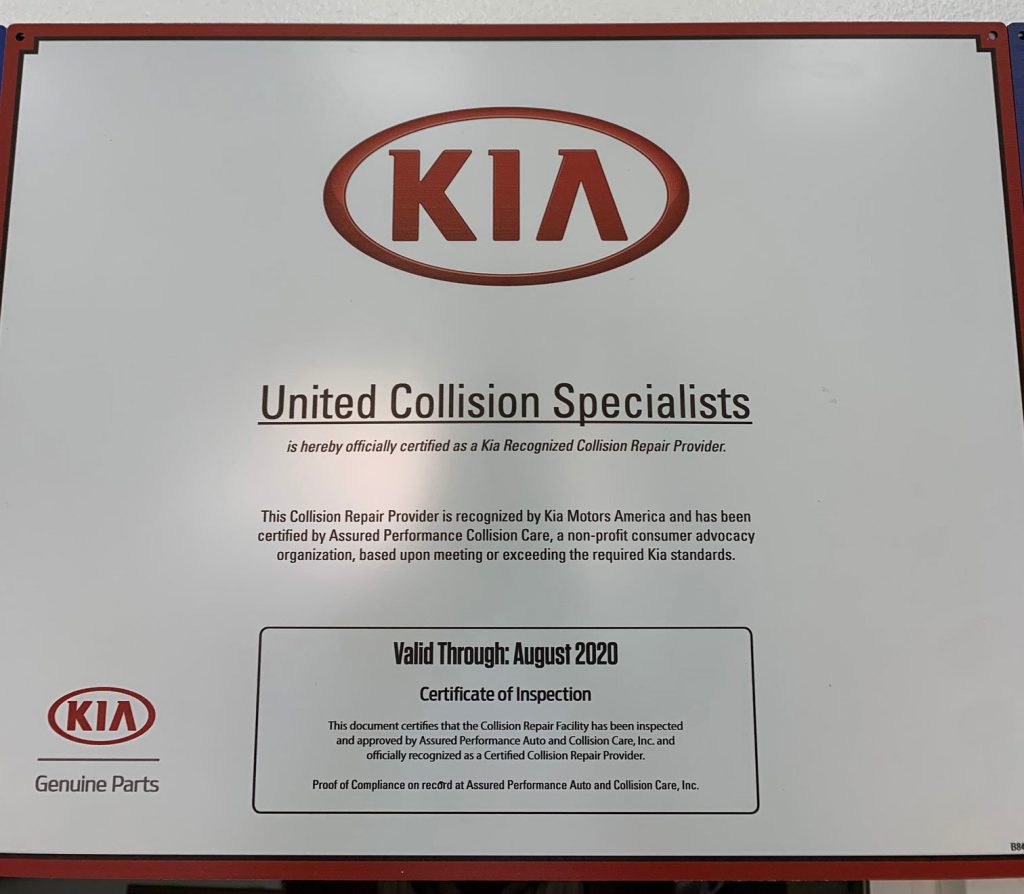 KIA
United Collision Specialists
is hereby officially certified as a Kia Recognized Collision Repair Provider.
This Collision Repair Provider is recognized by Kia Motors America and has been
certified by Assured Performance Collision Care, a non-profit consumer advocacy
organization, based upon meeting or exceeding the required Kia standards.
Valid Through: August 2020
Certificate of Inspection
This document certifies that the Collision Repair Facility has been inspected
and approved by Assured Performance Auto and Collision Care, Inc. and
officially recognized as a Certified Collision Repair Provider.
Proof of Compliance on record at Assured Performance Auto and Collision Care, Inc.
KIA
Genuine Parts